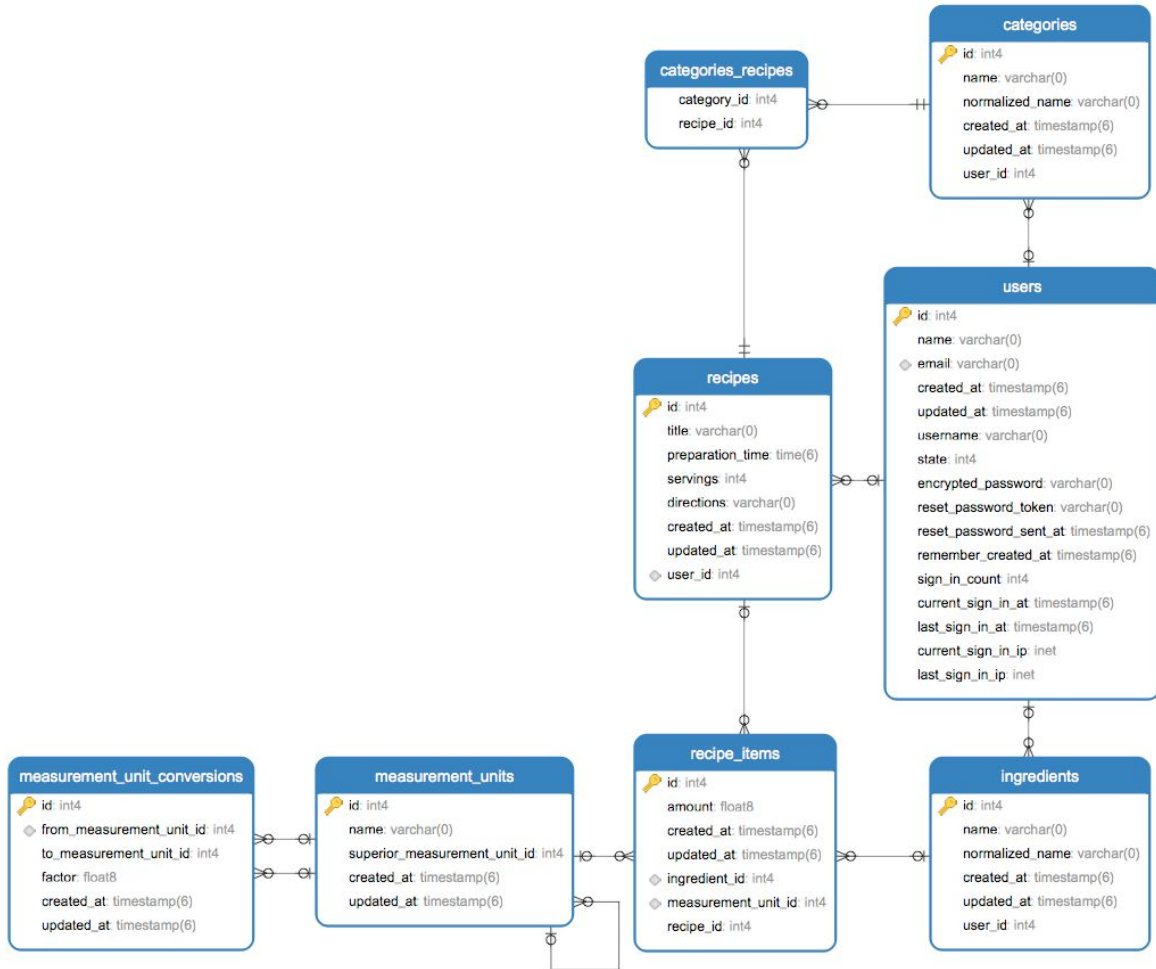 categories
id: int4
name: varchar(0)
normalized_name: varchar(0)
created_at: timestamp(6)
updated_at: timestamp(6)
user_id: int4
categories_recipes
category_id: int4
recipe_id: int4
users
id: int4
name: varchar(0)
email: varchar(0)
created_at: timestamp(6)
updated_at: timestamp(6)
username: varchar(0)
state: int4
encrypted_password: varchar(0)
reset_password_token: varchar(0)
reset_password_sent_at: timestamp(6)
remember_created_at: timestamp(6)
sign_in_count: int4
current_sign_in_at: timestamp(6)
last_sign_in_at: timestamp(6)
current_sign_in_ip: inet
last_sign_in_ip: inet
recipes
id: int4
title: varchar(0)
preparation_time: time(6)
servings: int4
directions: varchar(0)
created_at: timestamp(6)
updated_at: timestamp(6)
user_id: int4
measurement_unit_conversions
id: int4
from_measurement_unit_id: int4
to_measurement_unit_id: int4
factor: float8
created_at: timestamp(6)
updated_at: timestamp(6)
measurement_units
id: int4
name: varchar(0)
superior_measurement_unit_id: int4
created_at: timestamp(6)
updated_at: timestamp(6)
recipe_items
id: int4
amount: float8
created_at: timestamp(6)
updated_at: timestamp(6)
ingredient_id: int4
measurement_unit_id: int4
recipe_id: int4
ingredients
id: int4
name: varchar(0)
normalized_name: varchar(0)
created_at: timestamp(6)
updated_at: timestamp(6)
user_id: int4